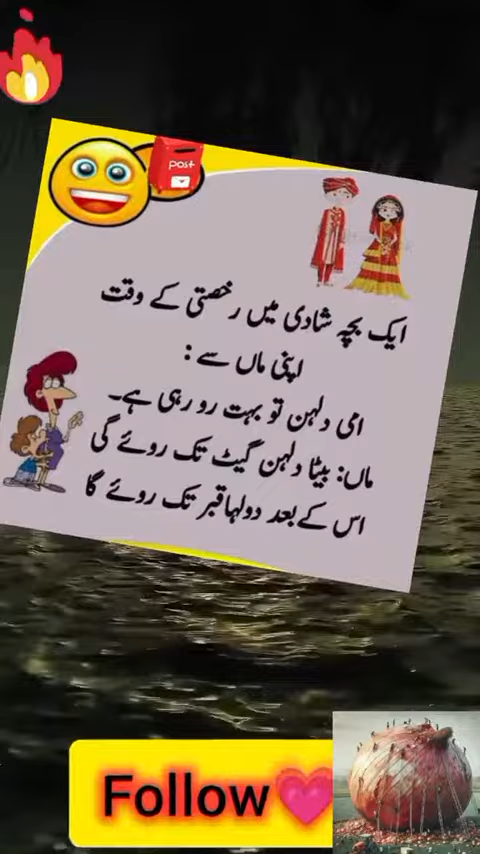 post
ایک بچہ شادی میں رخصتی کے وقت
اپنی ماں سے :
امی دلہن تو بہت رو رہی ہے۔
ماں: بیٹا دلہن گیٹ تک روئے گی
اس کے بعد دولہا قبر تک روئے گا
Follow